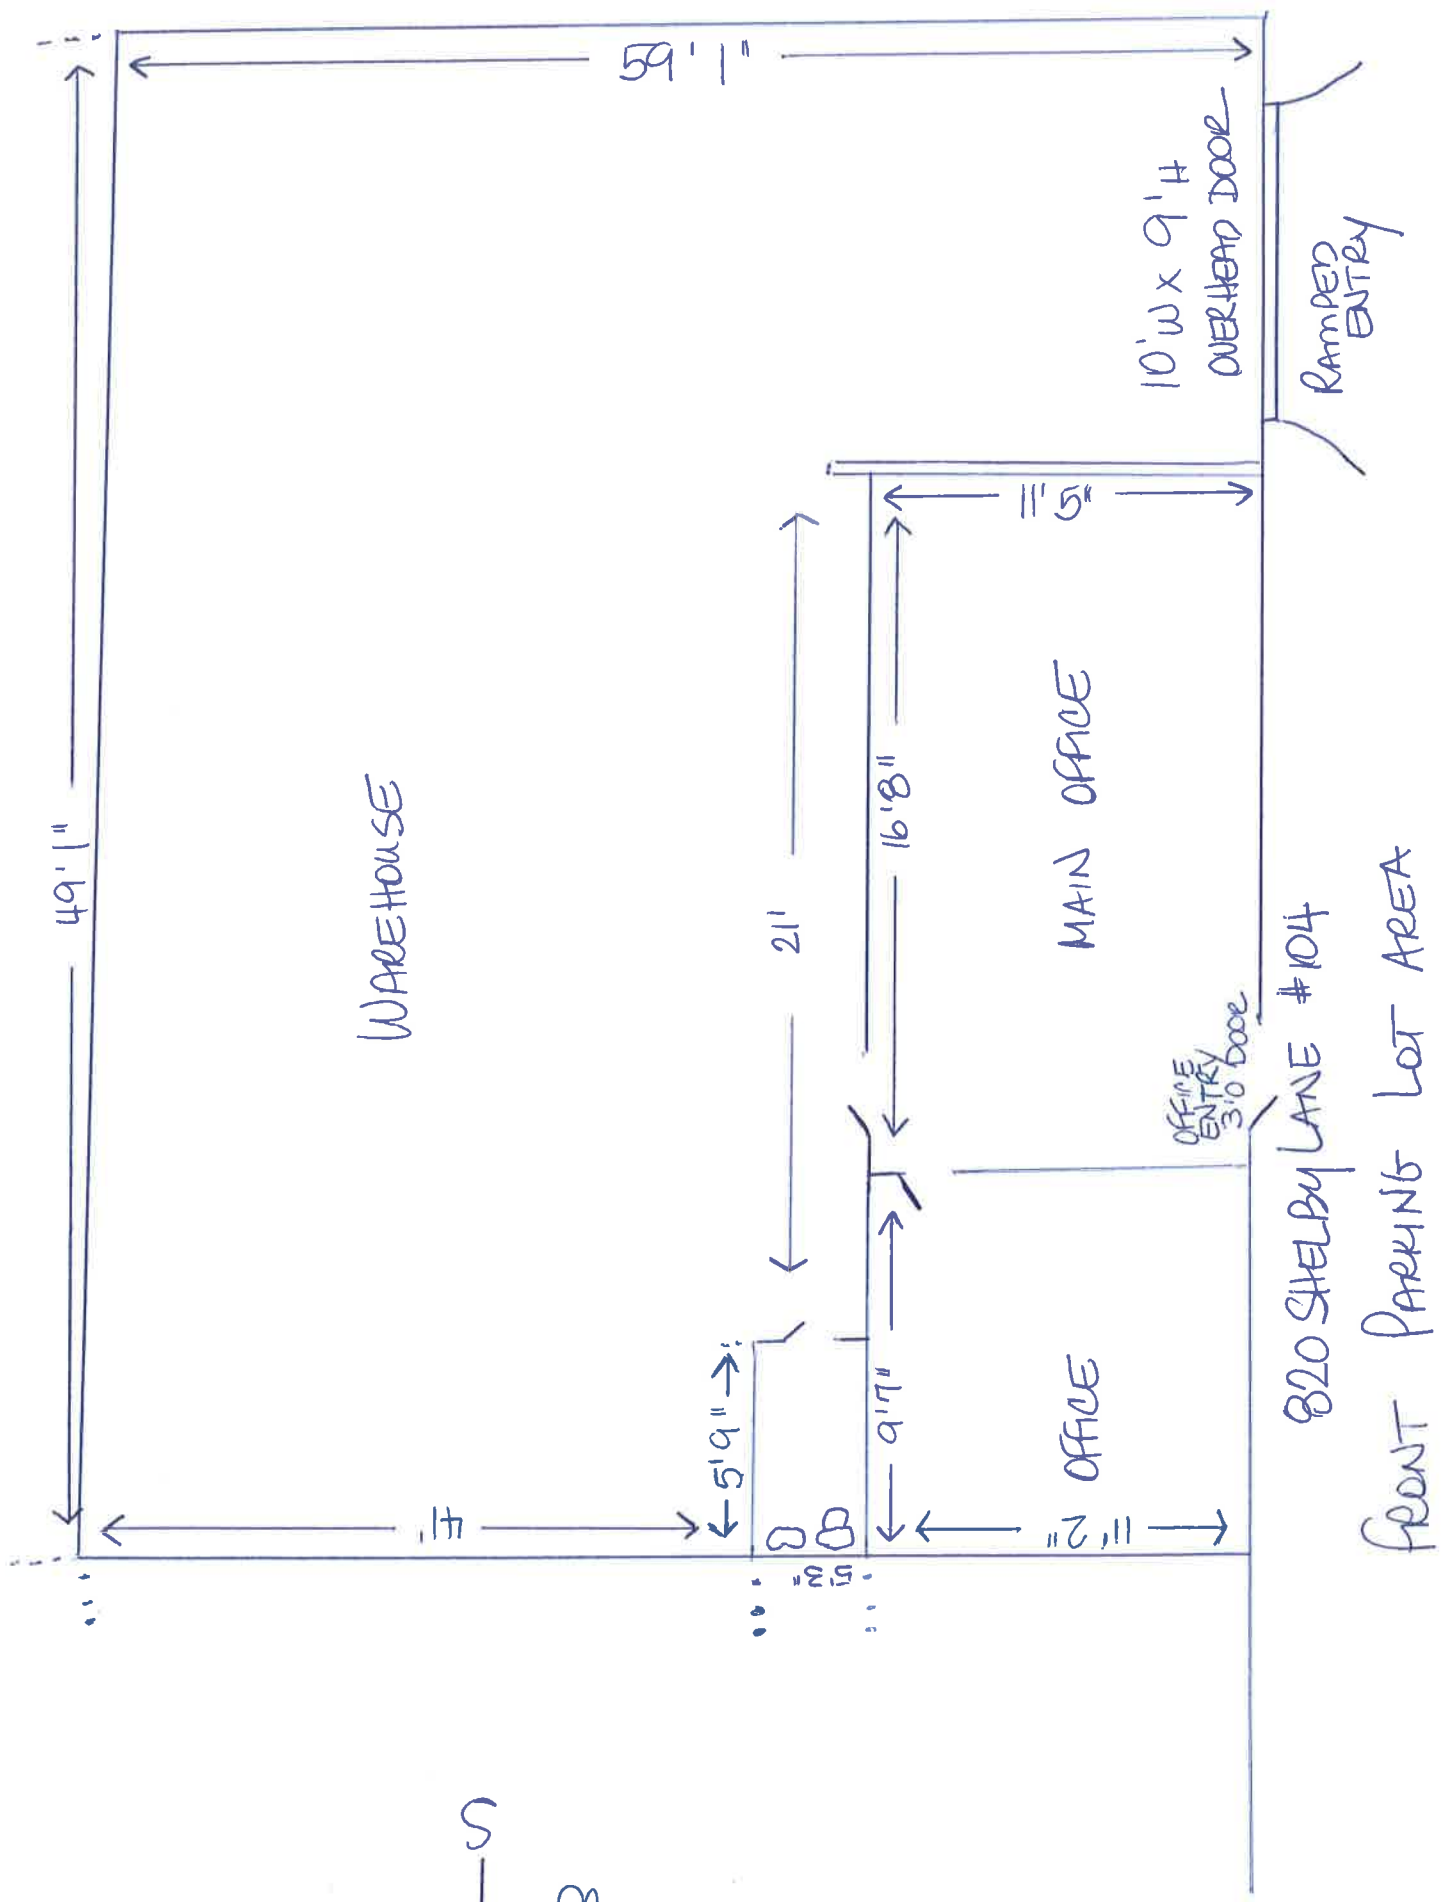 49'1"
59'1"
WAREHOUSE
41'
5'9"
5'3"
21'
16'8"
9'7"
11'5"
11'2"
MAIN OFFICE
OFFICE
10'W x 9'H
OVERHEAD DOOR
OFFICE
ENTRY
3'0 DOOR
RAMPED
ENTRY
820 SHELBY LANE #104
FRONT PARKING LOT AREA
S